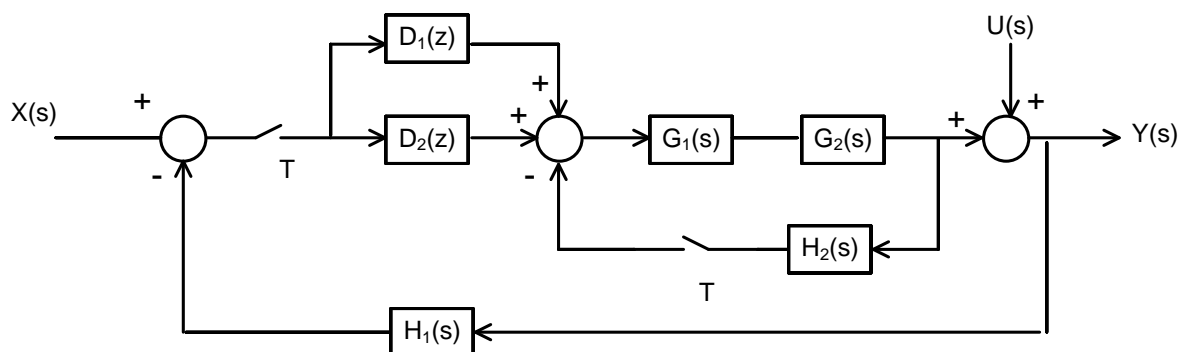 D₁(z)
U(s)
+
+
+
X(s)
+
D₂(z)
+
G₁(s)
G₂(s)
+
Y(s)
T
-
-
H₂(s)
T
H₁(s)